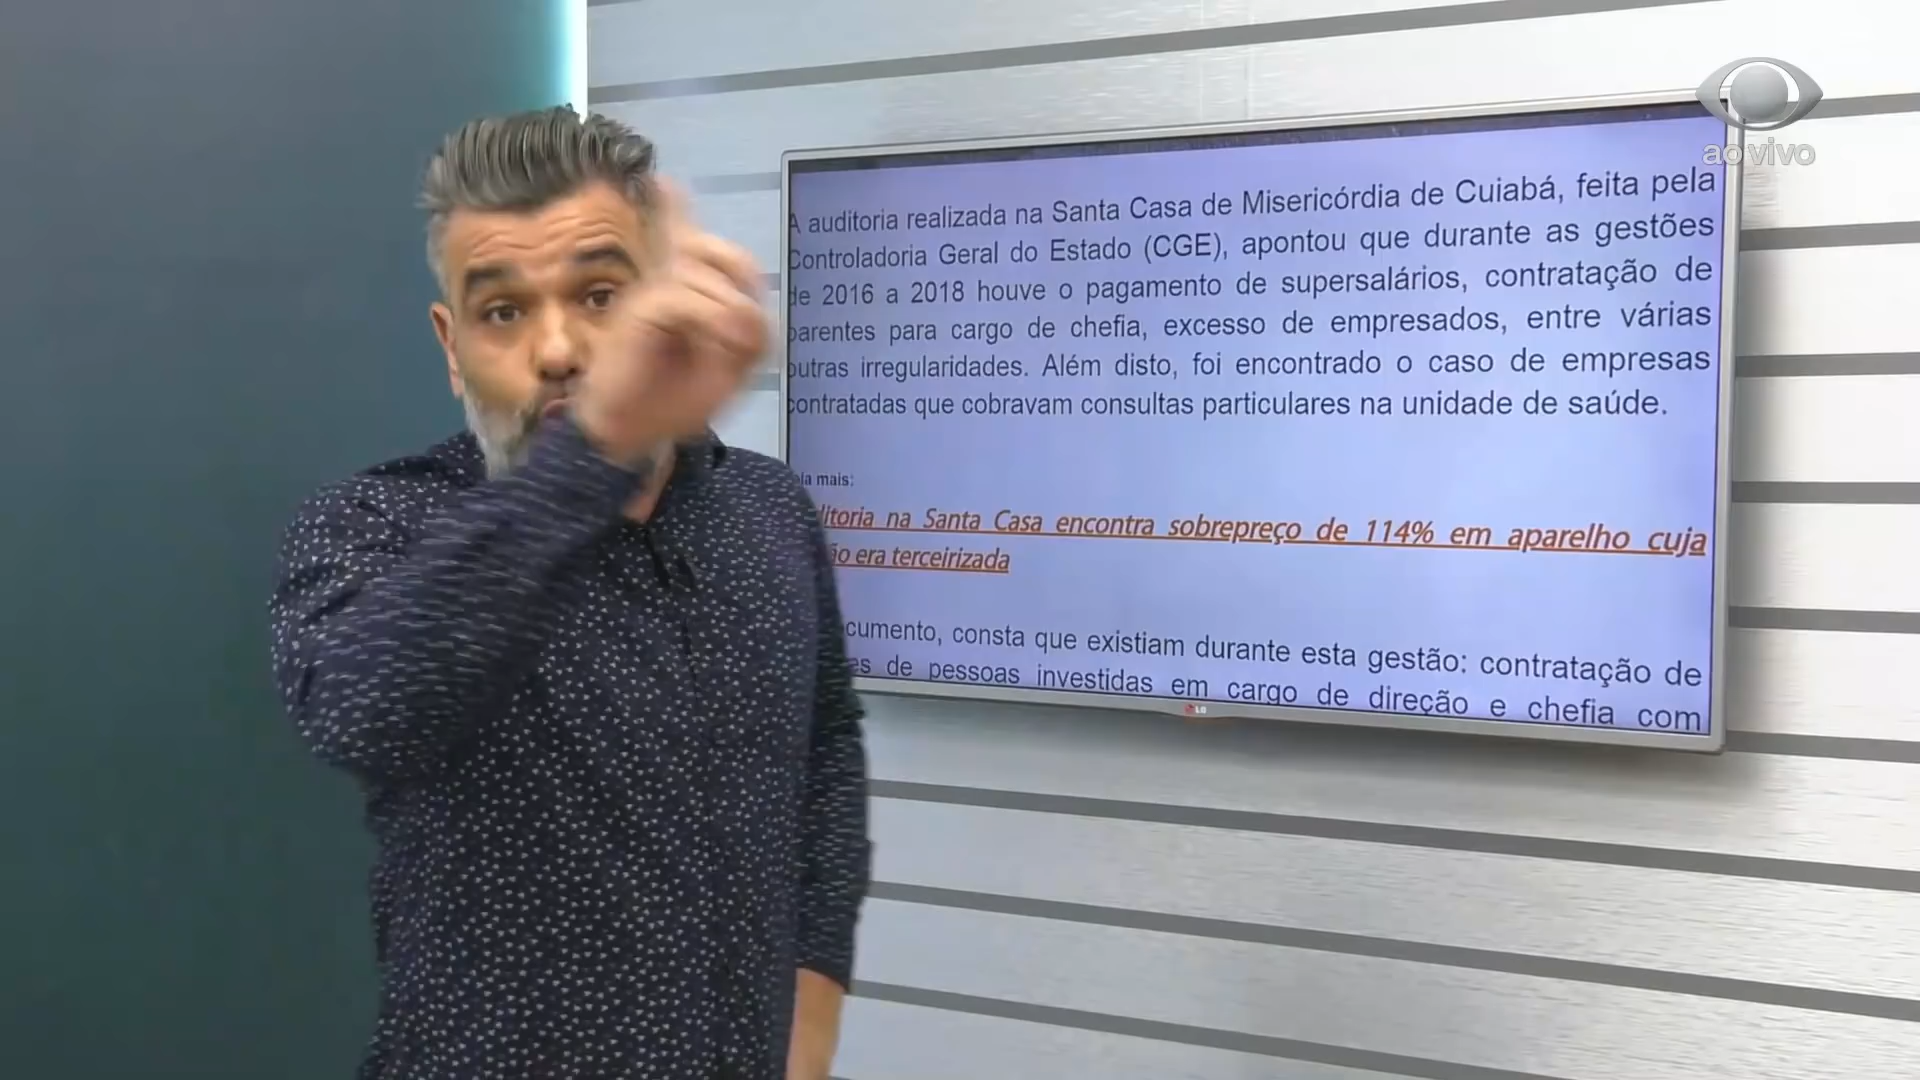 ao vivo
A auditoria realizada na Santa Casa de Misericórdia de Cuiabá, feita pela
Controladoria Geral do Estado (CGE), apontou que durante as gestões
de 2016 a 2018 houve o pagamento de supersalários, contratação de
parentes para cargo de chefia, excesso de empresados, entre várias
outras irregularidades. Além disto, foi encontrado o caso de empresas
contratadas que cobravam consultas particulares na unidade de saúde.
ia mais:
ditoria na Santa Casa encontra sobrepreço de 114% em aparelho cuja
ão era terceirizada
cumento, consta que existiam durante esta gestão: contratação de
es de pessoas investidas em cargo de direção e chefia com
LG